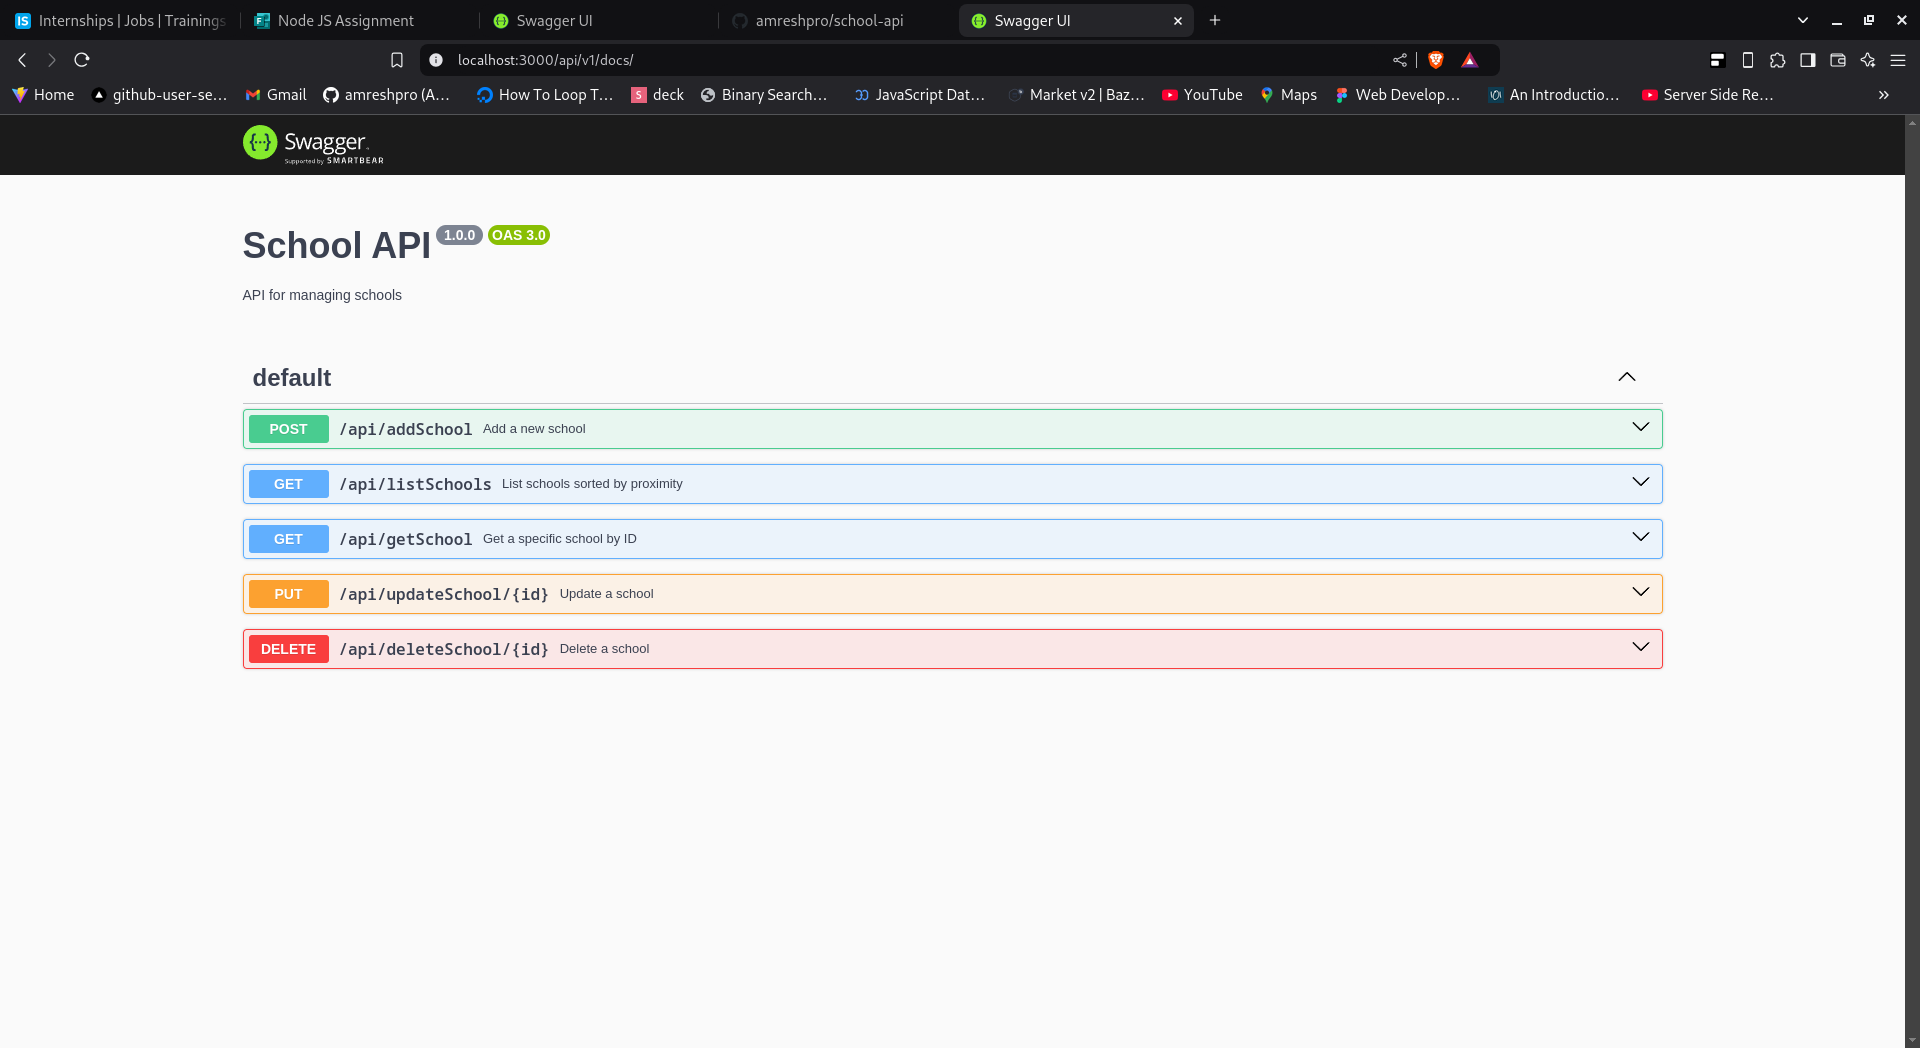 Internships | Jobs | Trainings
Node JS Assignment
Swagger UI
amreshpro/school-api
Swagger UI
localhost:3000/api/v1/docs/
Home
github-user-se...
Gmail
amreshpro (A...
How To Loop T...
deck
Binary Search...
JavaScript Dat...
Market v2 | Baz...
YouTube
Maps
Web Develop...
An Introductio...
Server Side Re...
Swagger
Supported by SMARTBEAR
School API 1.0.0 OAS 3.0
API for managing schools
default
POST /api/addSchool Add a new school
GET /api/listSchools List schools sorted by proximity
GET /api/getSchool Get a specific school by ID
PUT /api/updateSchool/{id} Update a school
DELETE /api/deleteSchool/{id} Delete a school